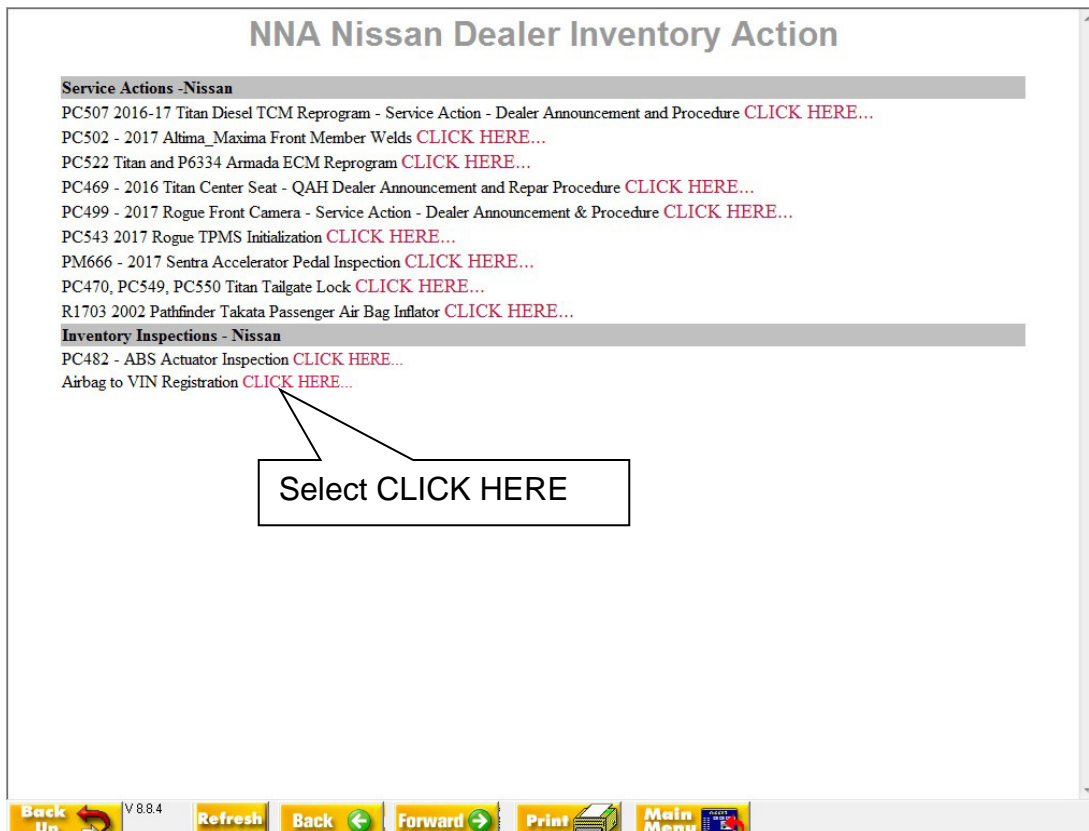 NNA Nissan Dealer Inventory Action
Service Actions -Nissan
PC507 2016-17 Titan Diesel TCM Reprogram - Service Action - Dealer Announcement and Procedure CLICK HERE...
PC502 - 2017 Altima_Maxima Front Member Welds CLICK HERE...
PC522 Titan and P6334 Armada ECM Reprogram CLICK HERE...
PC469 - 2016 Titan Center Seat - QAH Dealer Announcement and Repar Procedure CLICK HERE...
PC499 - 2017 Rogue Front Camera - Service Action - Dealer Announcement & Procedure CLICK HERE...
PC543 2017 Rogue TPMS Initialization CLICK HERE...
PM666 - 2017 Sentra Accelerator Pedal Inspection CLICK HERE...
PC470, PC549, PC550 Titan Tailgate Lock CLICK HERE...
R1703 2002 Pathfinder Takata Passenger Air Bag Inflator CLICK HERE...
Inventory Inspections - Nissan
PC482 - ABS Actuator Inspection CLICK HERE...
Airbag to VIN Registration CLICK HERE...
Select CLICK HERE
Back Up
V 8.8.4
Refresh
Back
Forward
Print
Main Menu